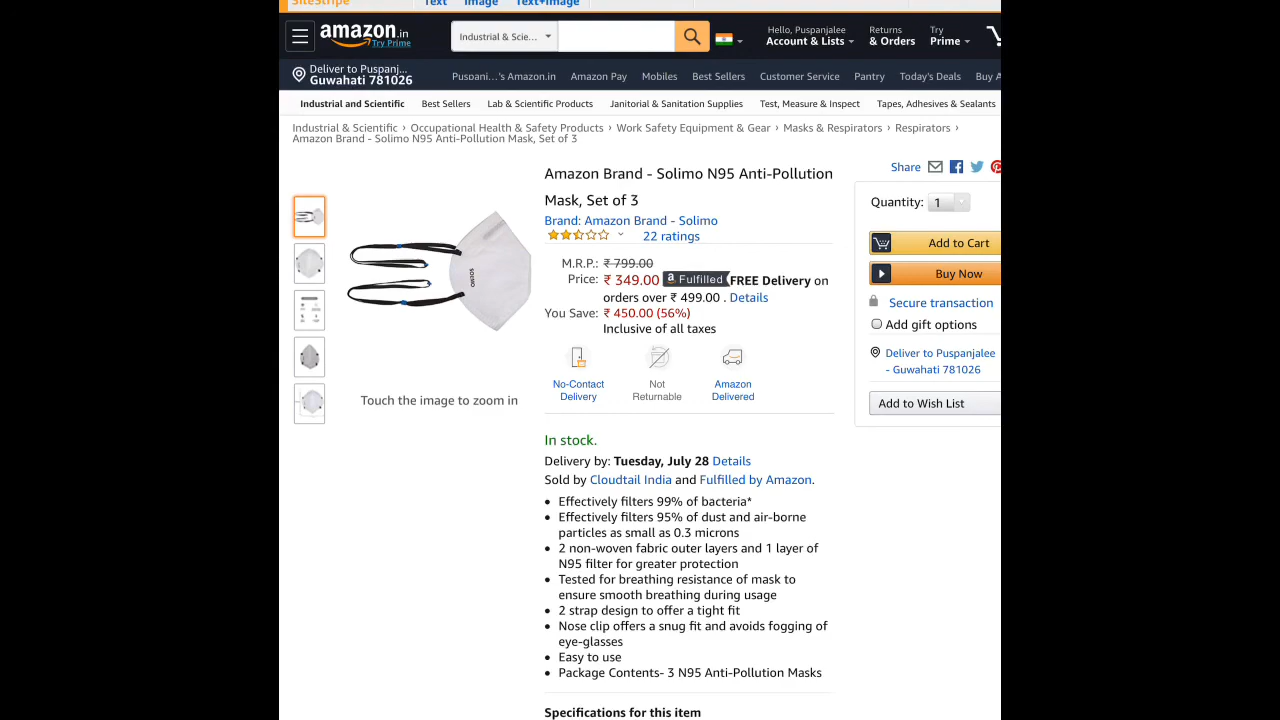 SiteStripe Text Image Text+Image
amazon.in
Try Prime
Industrial & Scie...
Hello, Puspanjalee
Account & Lists
Returns
& Orders
Try
Prime
Deliver to Puspanj...
Guwahati 781026
Puspanj...'s Amazon.in Amazon Pay Mobiles Best Sellers Customer Service Pantry Today's Deals Buy A
Industrial and Scientific Best Sellers Lab & Scientific Products Janitorial & Sanitation Supplies Test, Measure & Inspect Tapes, Adhesives & Sealants
Industrial & Scientific › Occupational Health & Safety Products › Work Safety Equipment & Gear › Masks & Respirators › Respirators ›
Amazon Brand - Solimo N95 Anti-Pollution Mask, Set of 3
SOLIMO
Touch the image to zoom in
Amazon Brand - Solimo N95 Anti-Pollution
Mask, Set of 3
Brand: Amazon Brand - Solimo
22 ratings
M.R.P.: ₹ 799.00
Price: ₹ 349.00 a Fulfilled FREE Delivery on
orders over ₹ 499.00 . Details
You Save: ₹ 450.00 (56%)
Inclusive of all taxes
No-Contact
Delivery
Not
Returnable
Amazon
Delivered
In stock.
Delivery by: Tuesday, July 28 Details
Sold by Cloudtail India and Fulfilled by Amazon.
• Effectively filters 99% of bacteria*
• Effectively filters 95% of dust and air-borne
particles as small as 0.3 microns
• 2 non-woven fabric outer layers and 1 layer of
N95 filter for greater protection
• Tested for breathing resistance of mask to
ensure smooth breathing during usage
• 2 strap design to offer a tight fit
• Nose clip offers a snug fit and avoids fogging of
eye-glasses
• Easy to use
• Package Contents- 3 N95 Anti-Pollution Masks
Specifications for this item
Share
Quantity: 1
Add to Cart
Buy Now
Secure transaction
Add gift options
Deliver to Puspanjalee
- Guwahati 781026
Add to Wish List